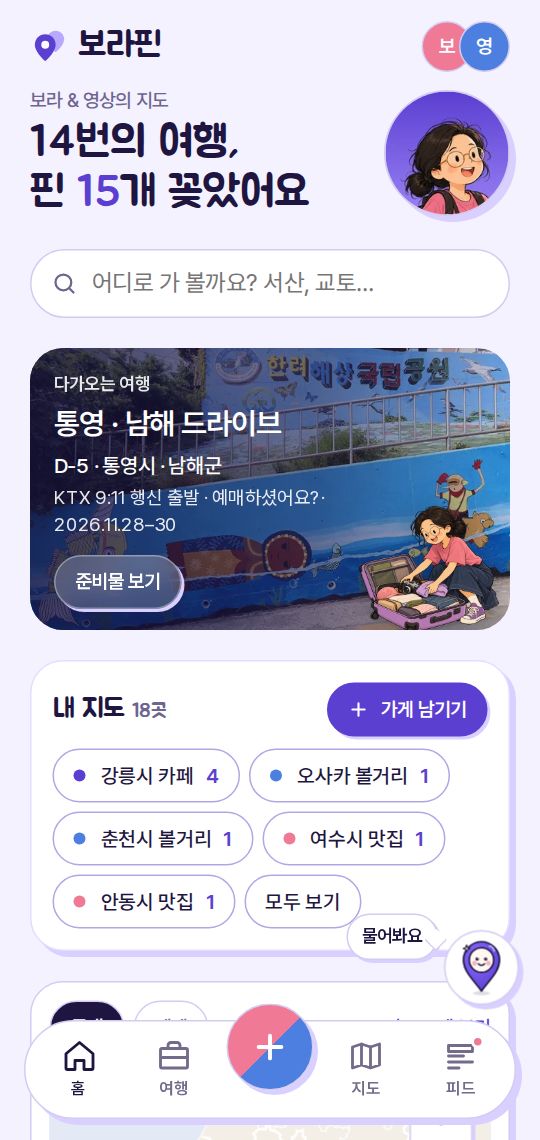 보라핀
보 영
보라 & 영상의 지도
14번의 여행,
핀 15개 꽂았어요
어디로 가 볼까요? 서산, 교토...
한려해상국립공원
다가오는 여행
통영 · 남해 드라이브
D-5 · 통영시 · 남해군
KTX 9:11 행신 출발 · 예매하셨어요? ·
2026.11.28–30
준비물 보기
내 지도 18곳
+ 가게 남기기
강릉시 카페 4
오사카 볼거리 1
춘천시 볼거리 1
여수시 맛집 1
안동시 맛집 1
모두 보기
물어봐요
홈
여행
+
지도
피드